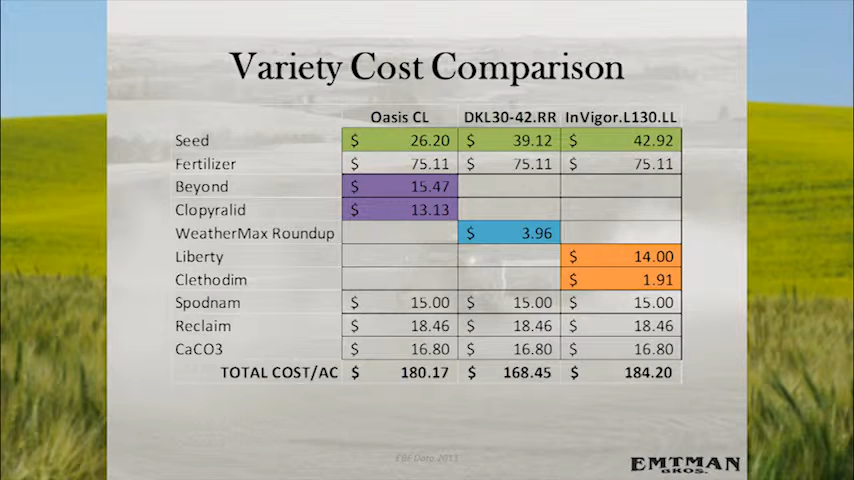 Variety Cost Comparison
Oasis CL DKL30-42.RR InVigor.L130.LL
Seed $ 26.20 $ 39.12 $ 42.92
Fertilizer $ 75.11 $ 75.11 $ 75.11
Beyond $ 15.47
Clopyralid $ 13.13
WeatherMax Roundup $ 3.96
Liberty $ 14.00
Clethodim $ 1.91
Spodnam $ 15.00 $ 15.00 $ 15.00
Reclaim $ 18.46 $ 18.46 $ 18.46
CaCO3 $ 16.80 $ 16.80 $ 16.80
TOTAL COST/AC $ 180.17 $ 168.45 $ 184.20
Data 2013
EMTMAN
BROS.